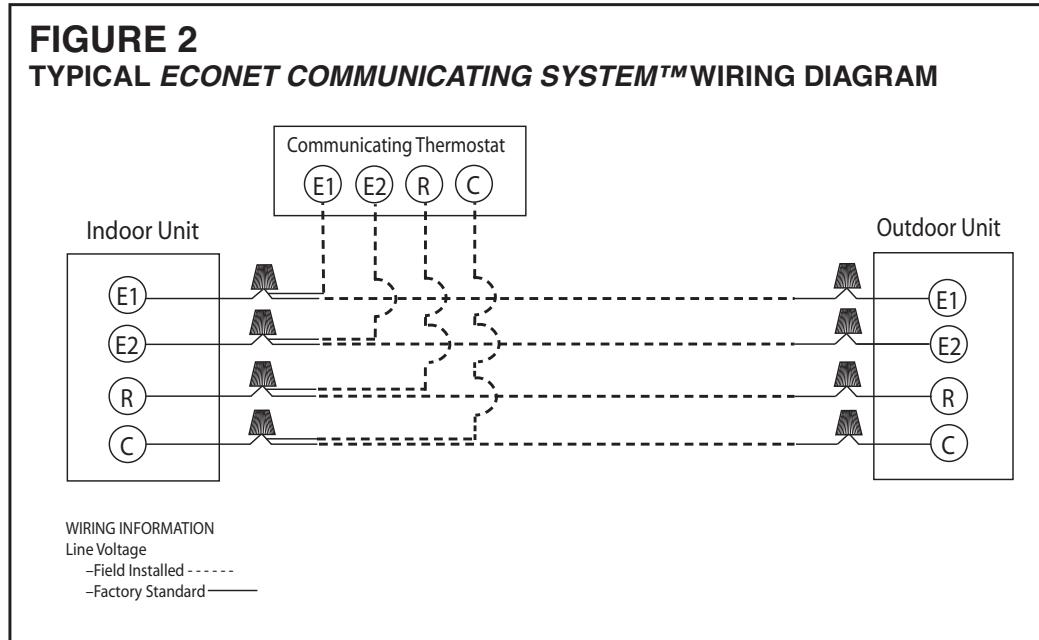 FIGURE 2
TYPICAL ECONET COMMUNICATING SYSTEM™ WIRING DIAGRAM
Communicating Thermostat
E1 E2 R C
Indoor Unit
Outdoor Unit
E1
E2
R
C
E1
E2
R
C
WIRING INFORMATION
Line Voltage
–Field Installed ------
–Factory Standard